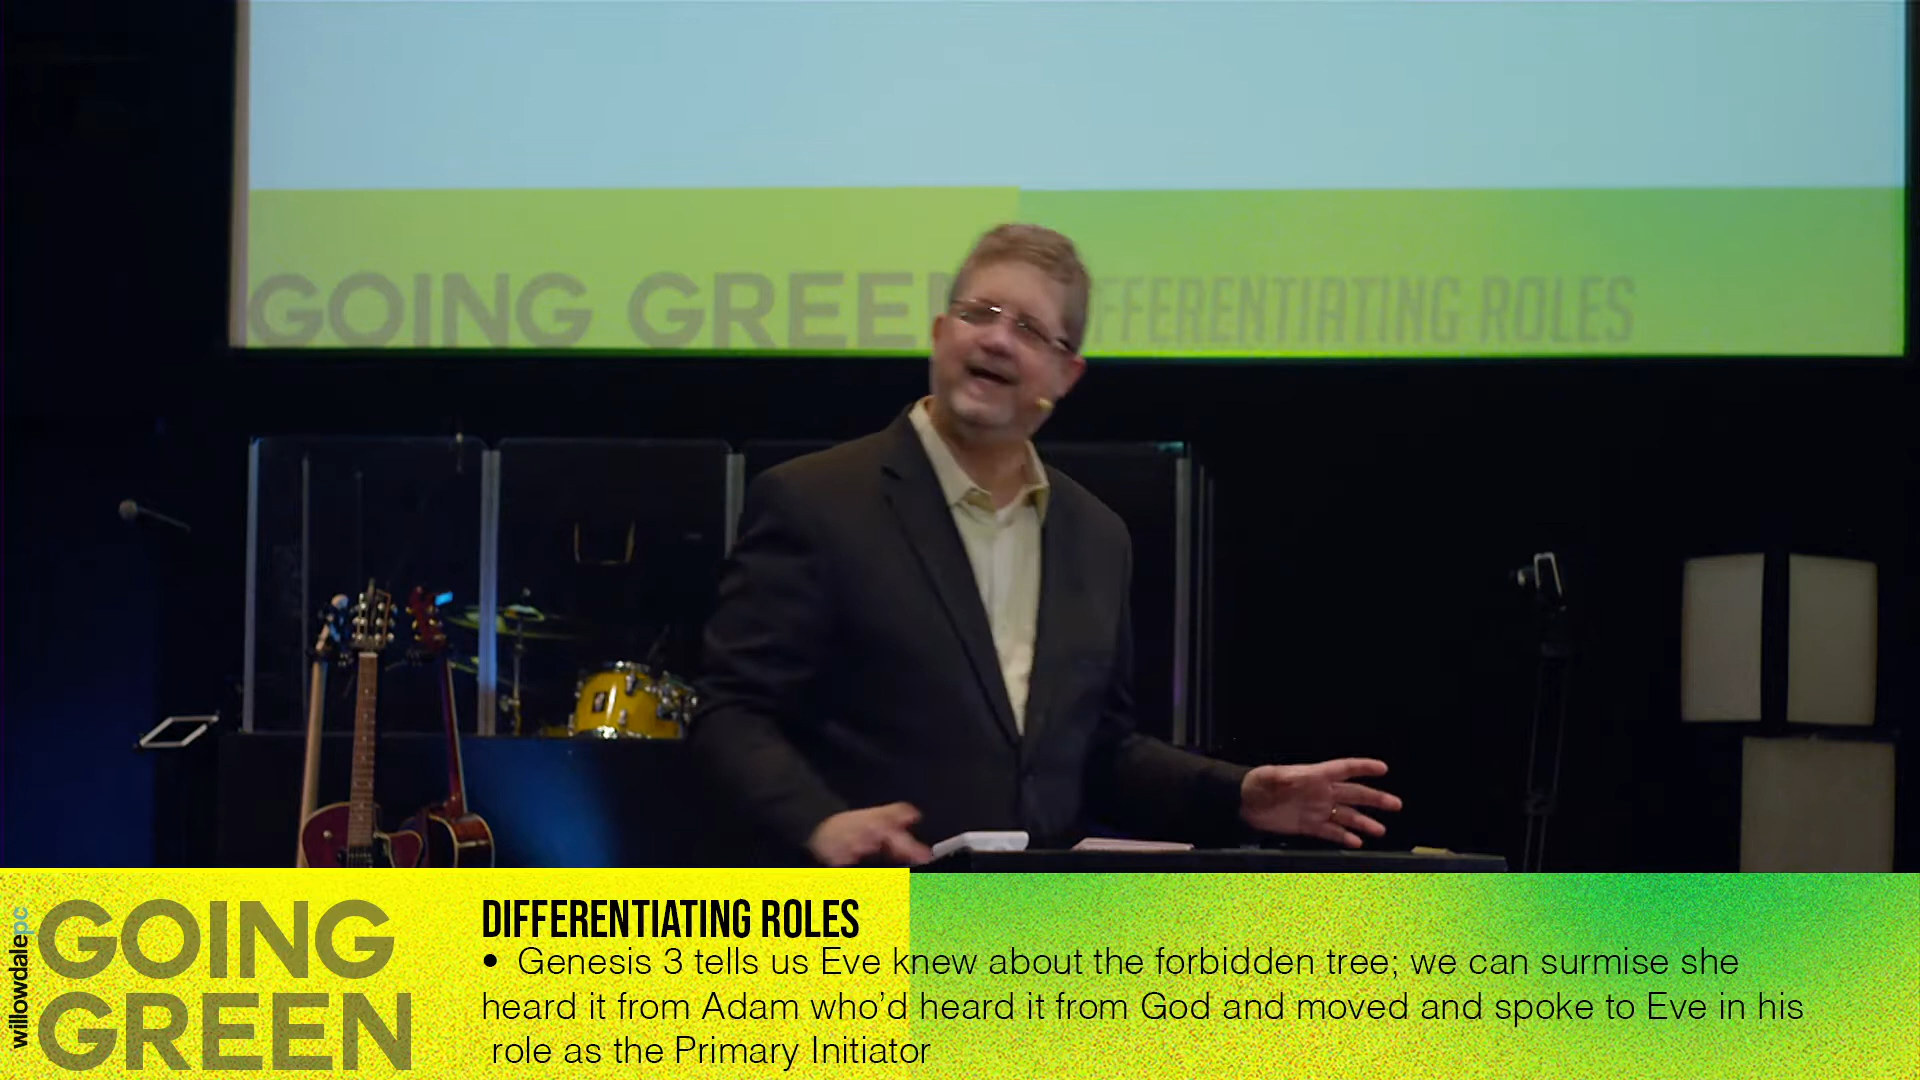 GOING GREEN
DIFFERENTIATING ROLES
willowdalepc
GOING
GREEN
DIFFERENTIATING ROLES
• Genesis 3 tells us Eve knew about the forbidden tree; we can surmise she
heard it from Adam who'd heard it from God and moved and spoke to Eve in his
role as the Primary Initiator